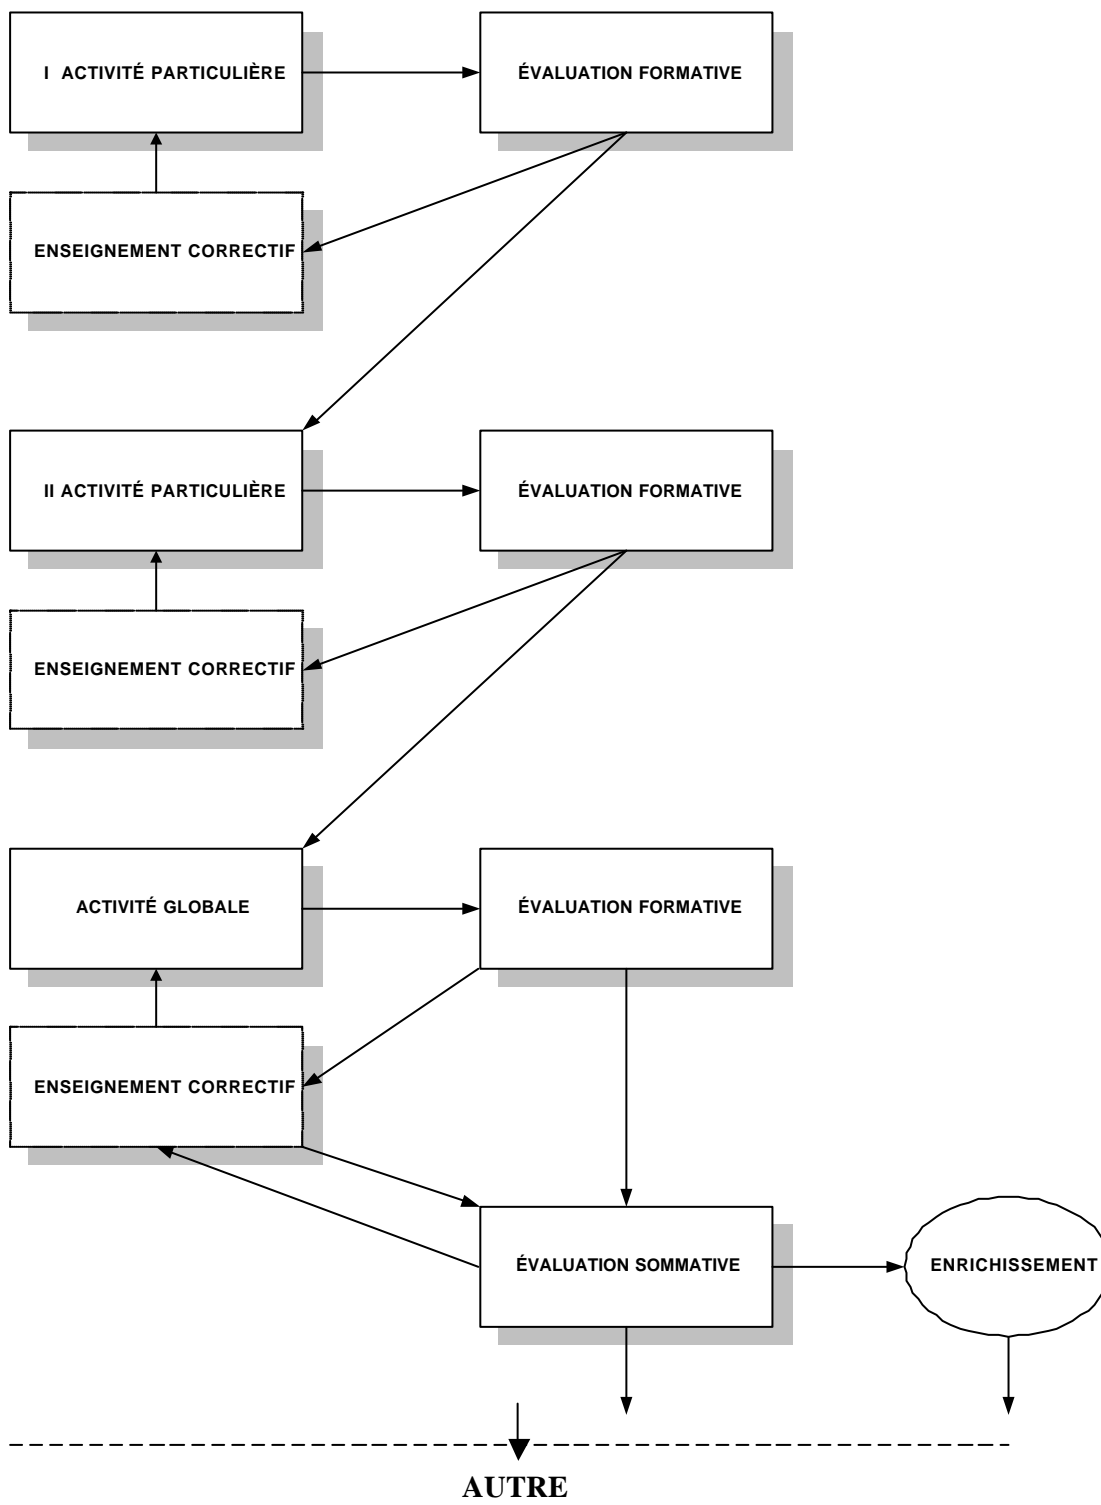 I ACTIVITÉ PARTICULIÈRE
ÉVALUATION FORMATIVE
ENSEIGNEMENT CORRECTIF
II ACTIVITÉ PARTICULIÈRE
ÉVALUATION FORMATIVE
ENSEIGNEMENT CORRECTIF
ACTIVITÉ GLOBALE
ÉVALUATION FORMATIVE
ENSEIGNEMENT CORRECTIF
ÉVALUATION SOMMATIVE
ENRICHISSEMENT
AUTRE